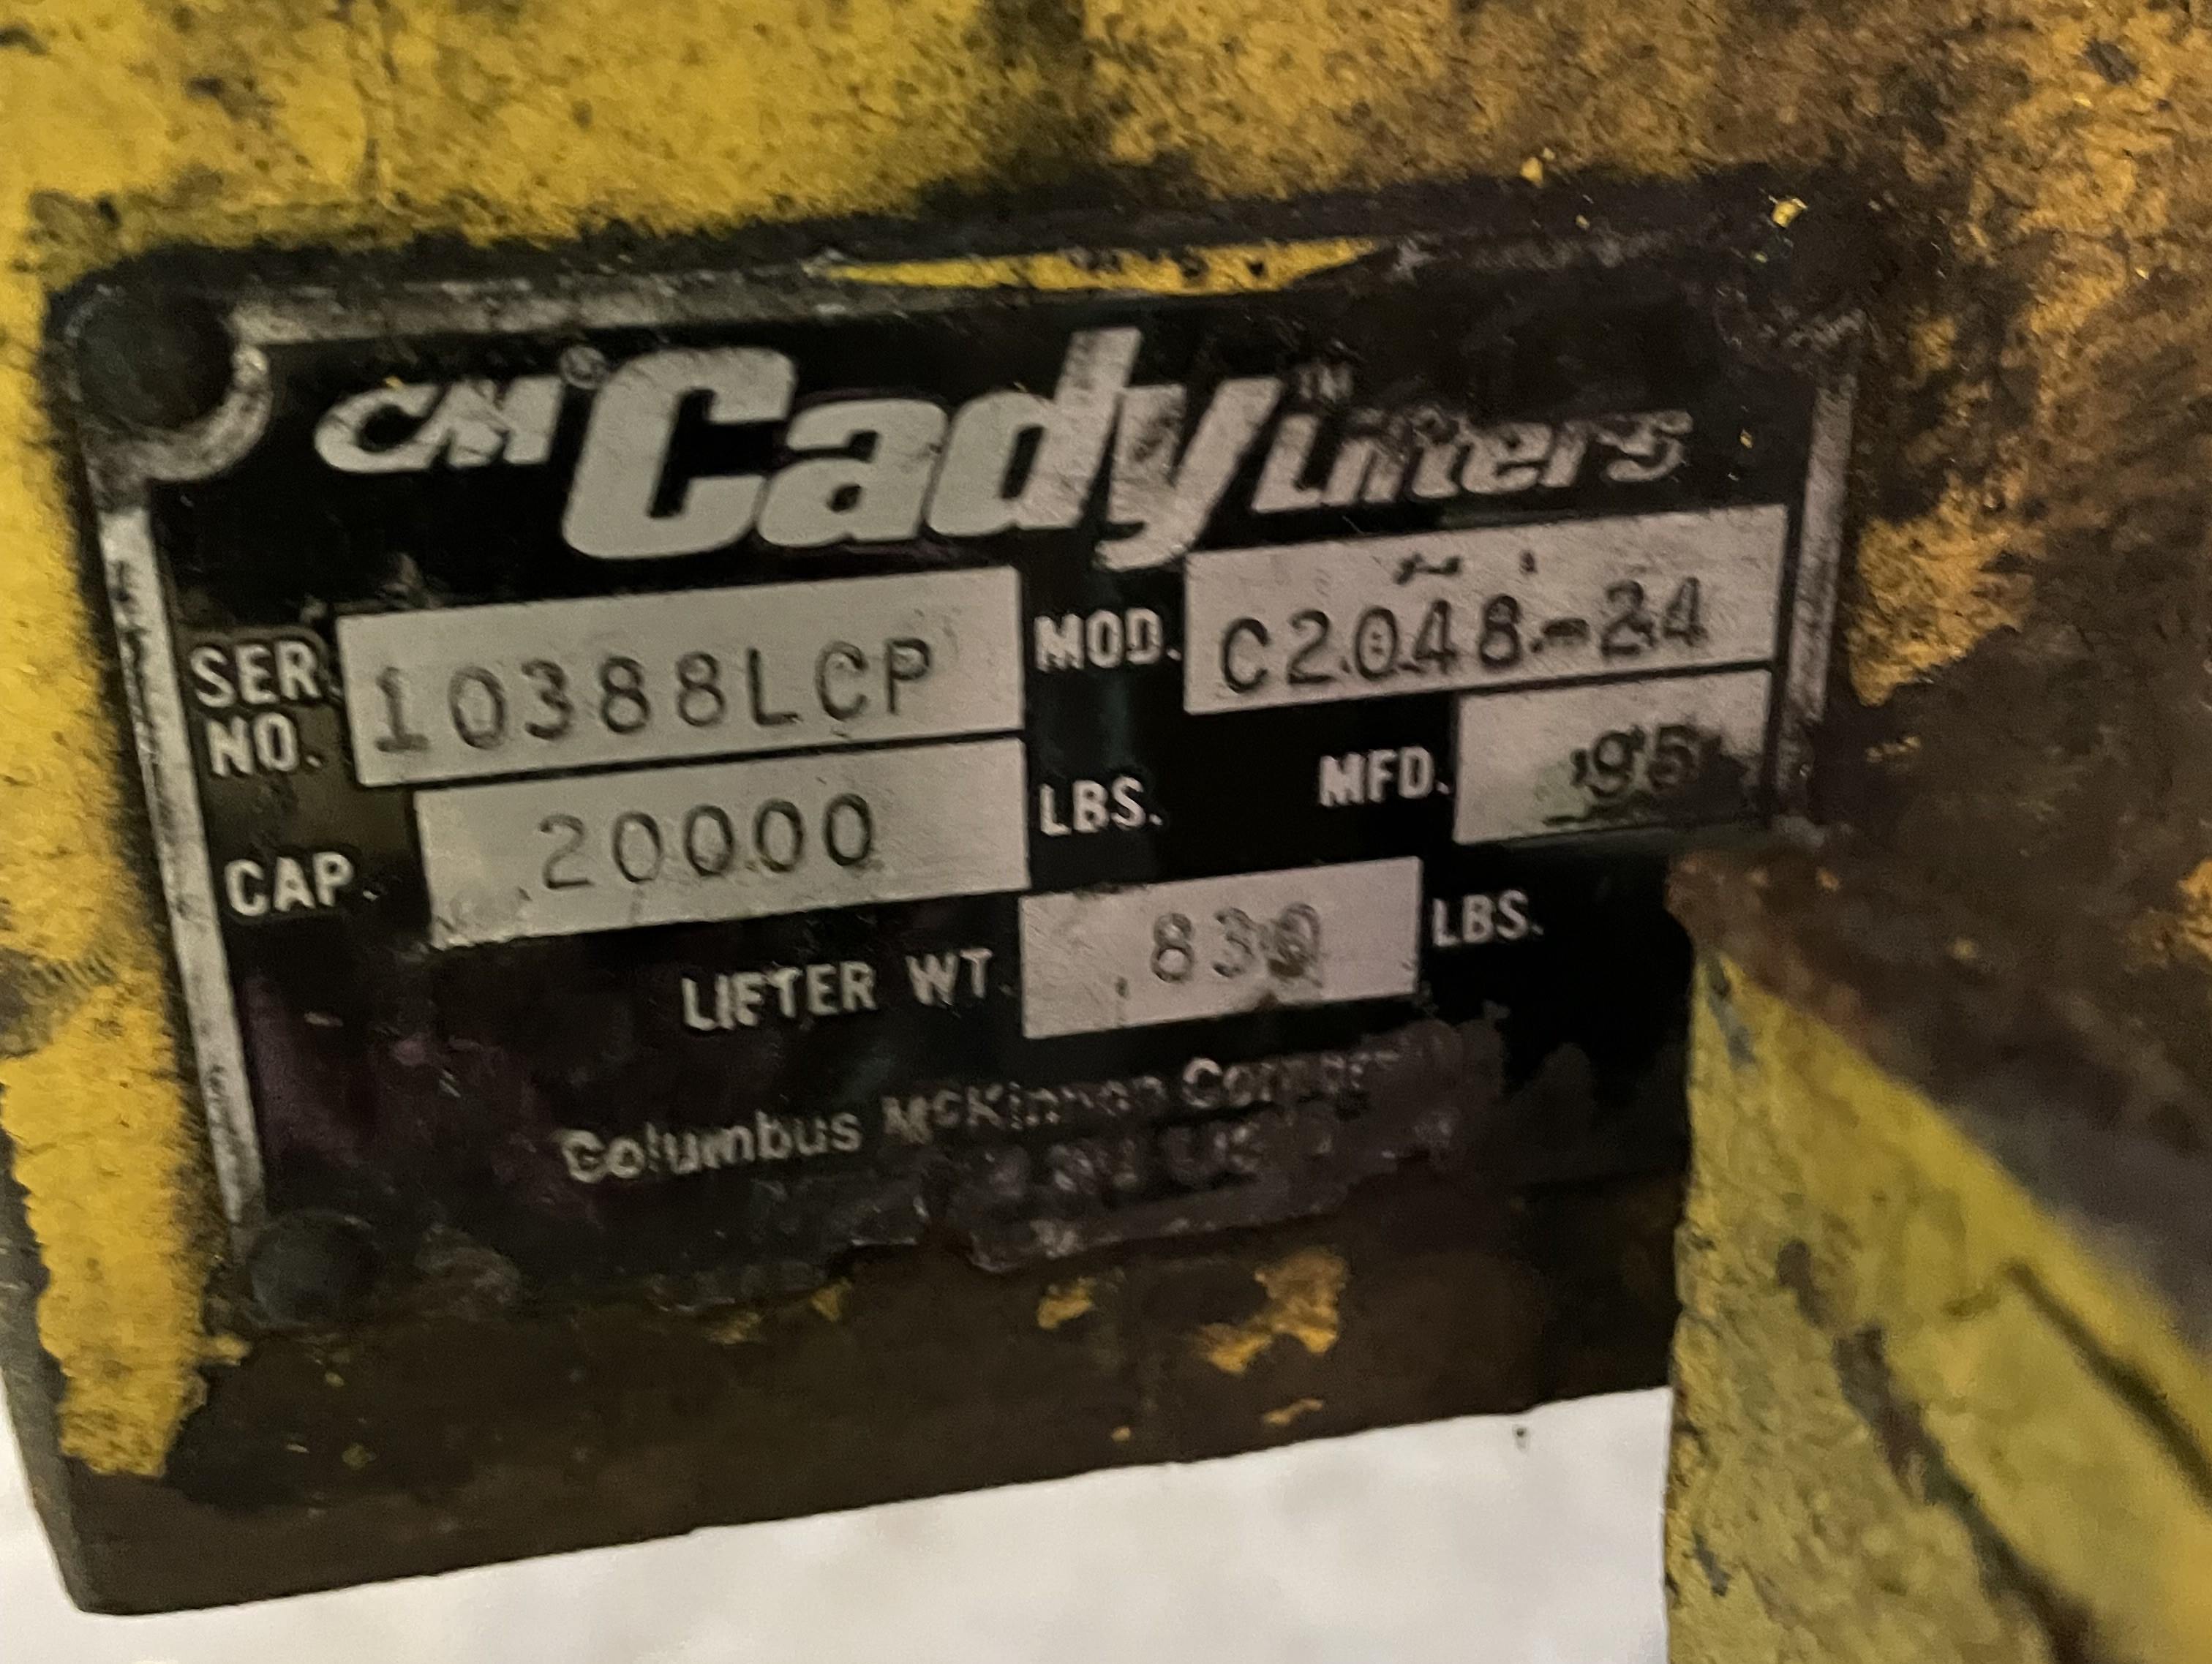 CM® Cady™ Lifters
SER. NO. 10388LCP MOD. C2048-24
CAP. 20000 LBS. MFD. 95
LIFTER WT. 830 LBS.
Columbus McKinnon